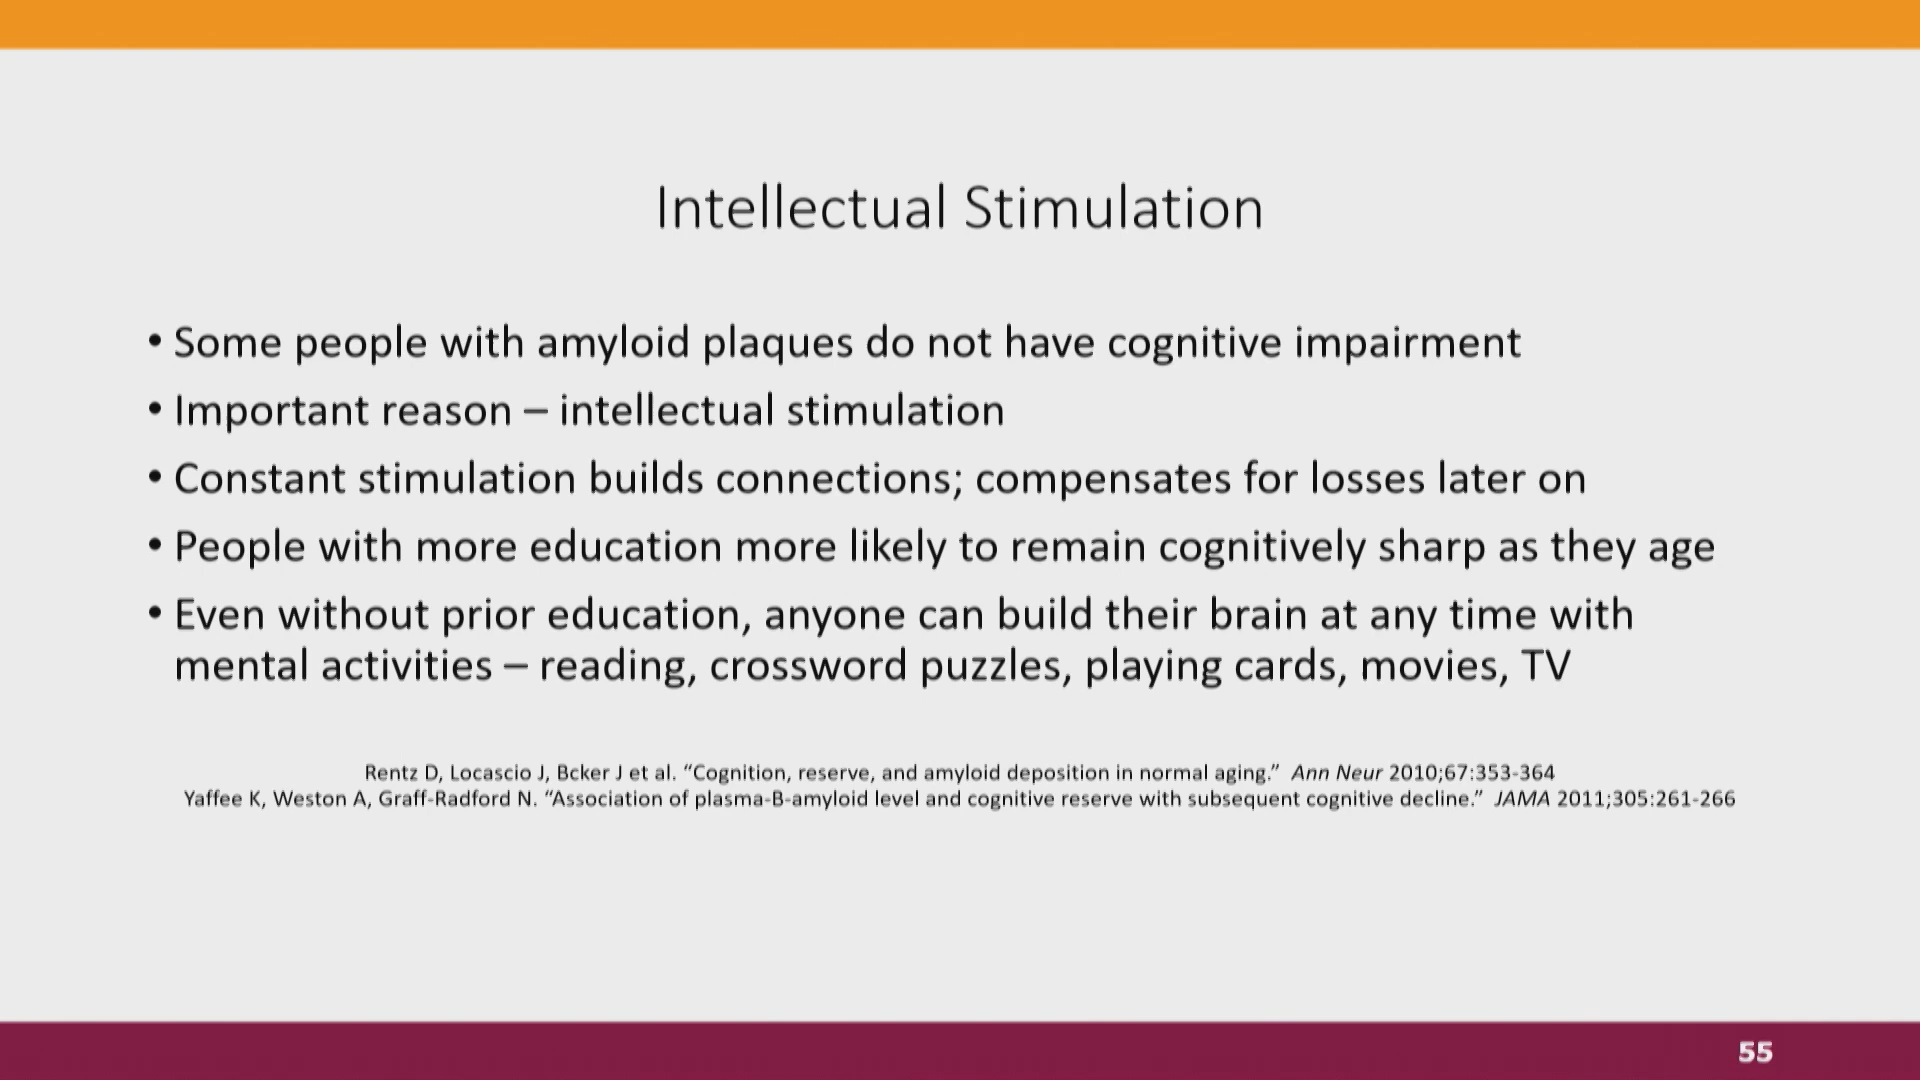 Intellectual Stimulation
• Some people with amyloid plaques do not have cognitive impairment
• Important reason – intellectual stimulation
• Constant stimulation builds connections; compensates for losses later on
• People with more education more likely to remain cognitively sharp as they age
• Even without prior education, anyone can build their brain at any time with
mental activities – reading, crossword puzzles, playing cards, movies, TV
Rentz D, Locascio J, Bcker J et al. “Cognition, reserve, and amyloid deposition in normal aging.” Ann Neur 2010;67:353-364
Yaffee K, Weston A, Graff-Radford N. “Association of plasma-B-amyloid level and cognitive reserve with subsequent cognitive decline.” JAMA 2011;305:261-266
55